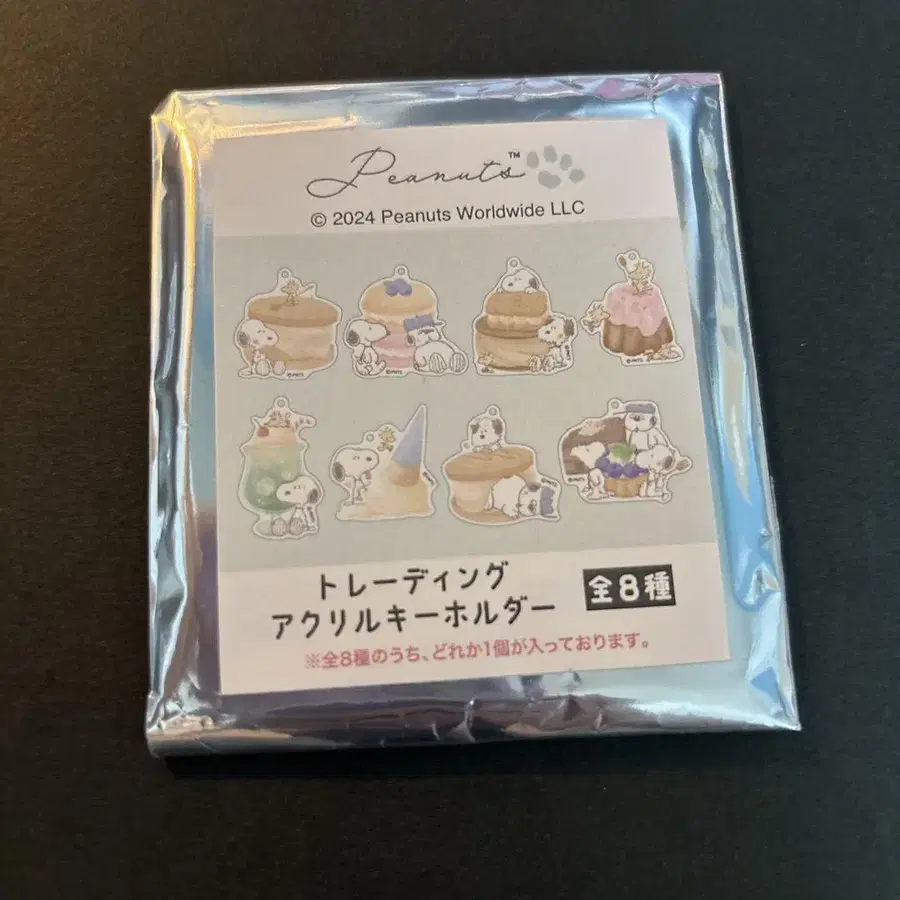 Peanuts™
© 2024 Peanuts Worldwide LLC
トレーディング
アクリルキーホルダー
全8種
※全8種のうち、どれか1個が入っております。